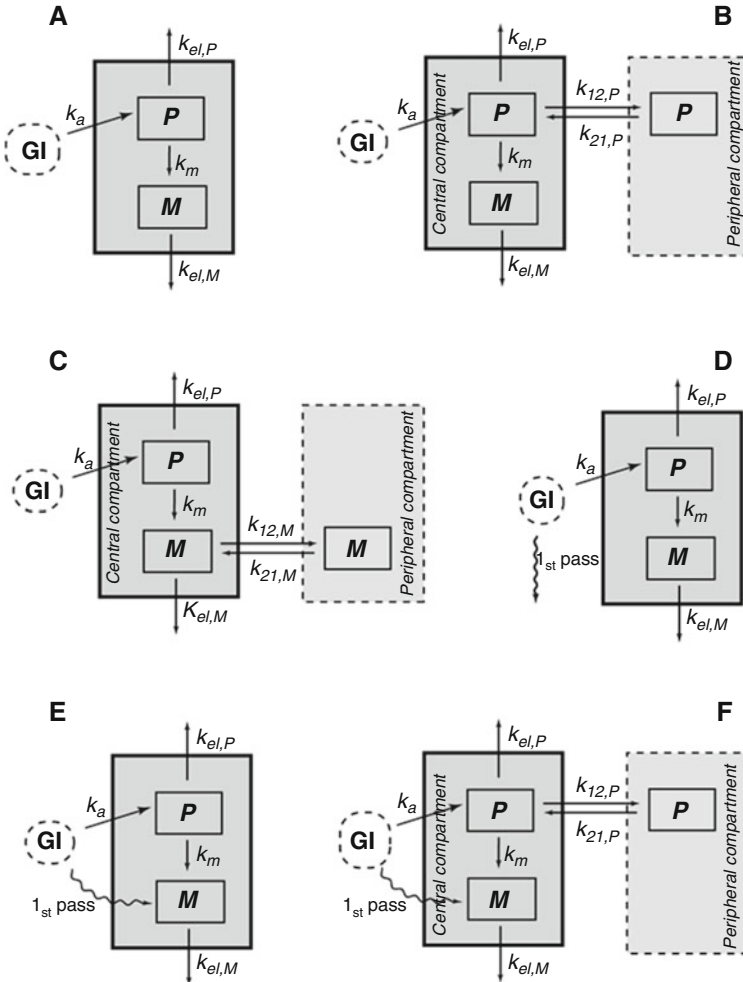 A
k_el,P
k_a
GI
P
k_m
M
k_el,M
B
k_el,P
Central compartment
k_a
GI
P
k_m
M
k_el,M
k_12,P
k_21,P
P
Peripheral compartment
C
k_el,P
Central compartment
k_a
GI
P
k_m
M
K_el,M
k_12,M
k_21,M
M
Peripheral compartment
D
k_el,P
k_a
GI
1st pass
P
k_m
M
k_el,M
E
k_el,P
k_a
GI
1st pass
P
k_m
M
k_el,M
F
k_el,P
Central compartment
k_a
GI
1st pass
P
k_m
M
k_el,M
k_12,P
k_21,P
P
Peripheral compartment